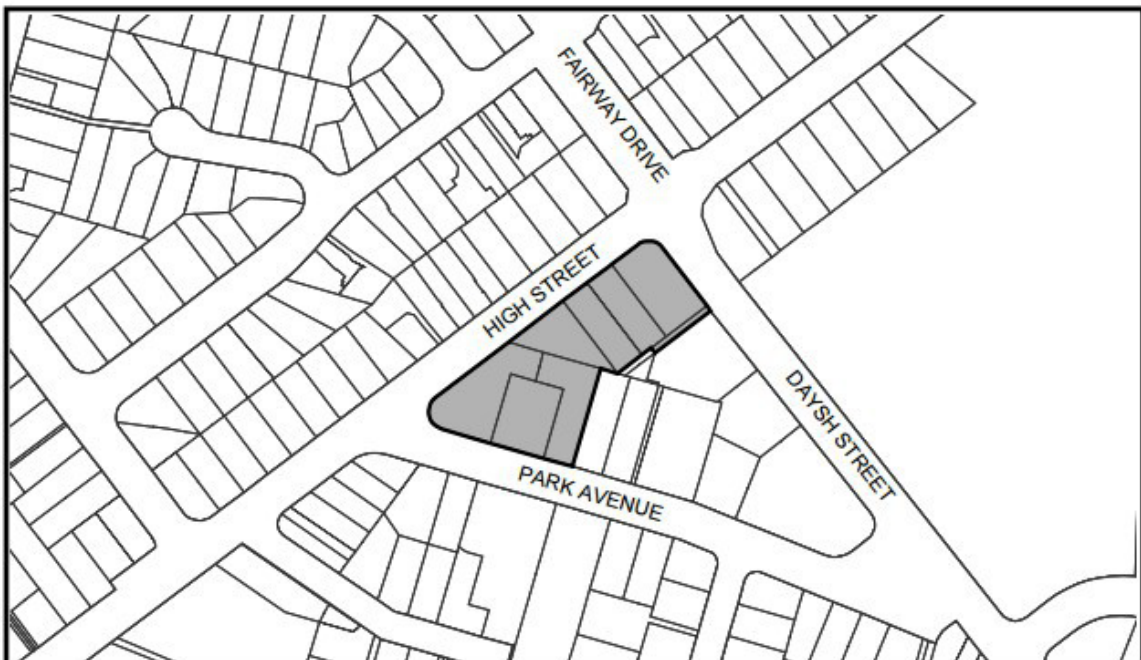 FAIRWAY DRIVE
HIGH STREET
DAYSH STREET
PARK AVENUE